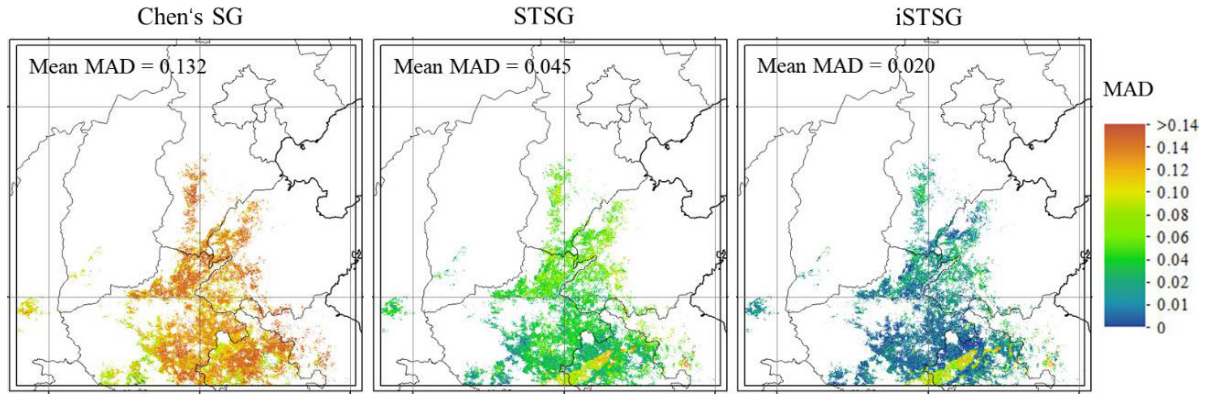 Chen‘s SG
STSG
iSTSG
Mean MAD = 0.132
Mean MAD = 0.045
Mean MAD = 0.020
MAD
>0.14
0.14
0.12
0.10
0.08
0.06
0.04
0.02
0.01
0